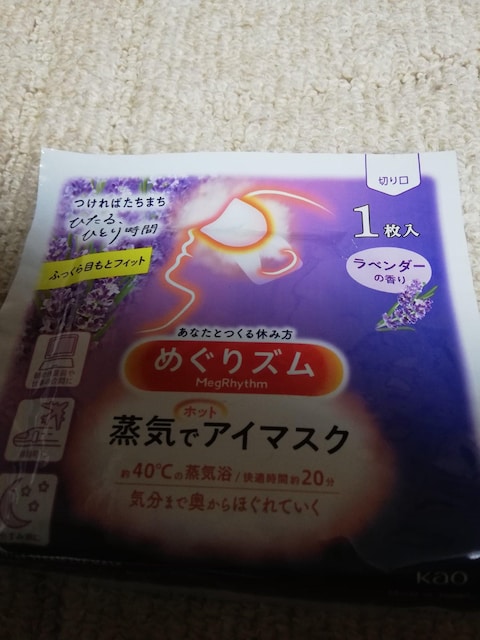 切り口
つければたちまち
ひたる、
ひとり時間
1枚入
ふっくら目もとフィット
ラベンダー
の香り
あなたとつくる休み方
めぐりズム
MegRhythm
ホット
蒸気でアイマスク
約40℃の蒸気浴/快適時間約20分
気分まで奥からほぐれていく
Kao